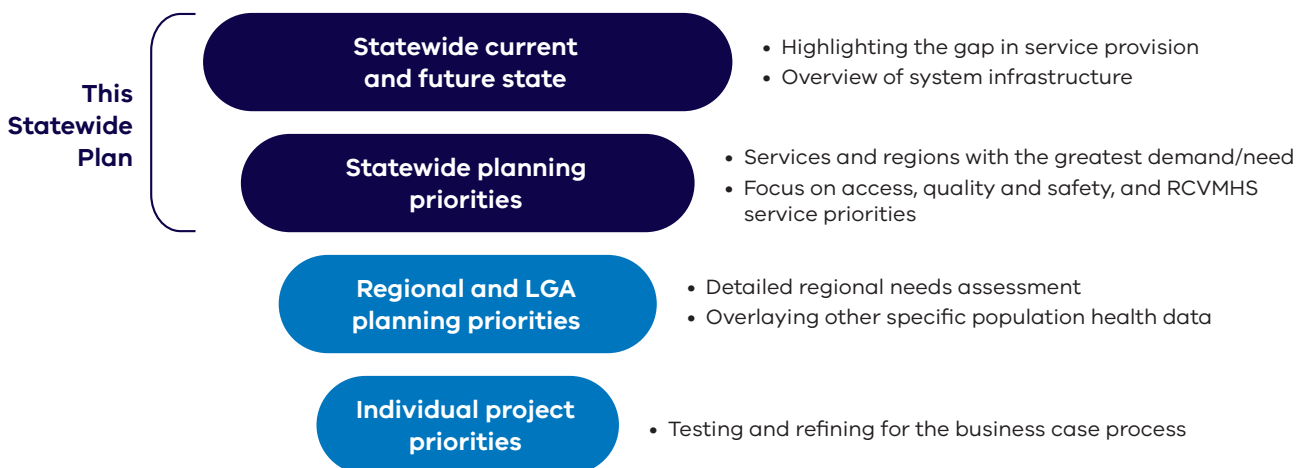 This
Statewide
Plan
Statewide current
and future state
• Highlighting the gap in service provision
• Overview of system infrastructure
Statewide planning
priorities
• Services and regions with the greatest demand/need
• Focus on access, quality and safety, and RCVMHS
service priorities
Regional and LGA
planning priorities
• Detailed regional needs assessment
• Overlaying other specific population health data
Individual project
priorities
• Testing and refining for the business case process